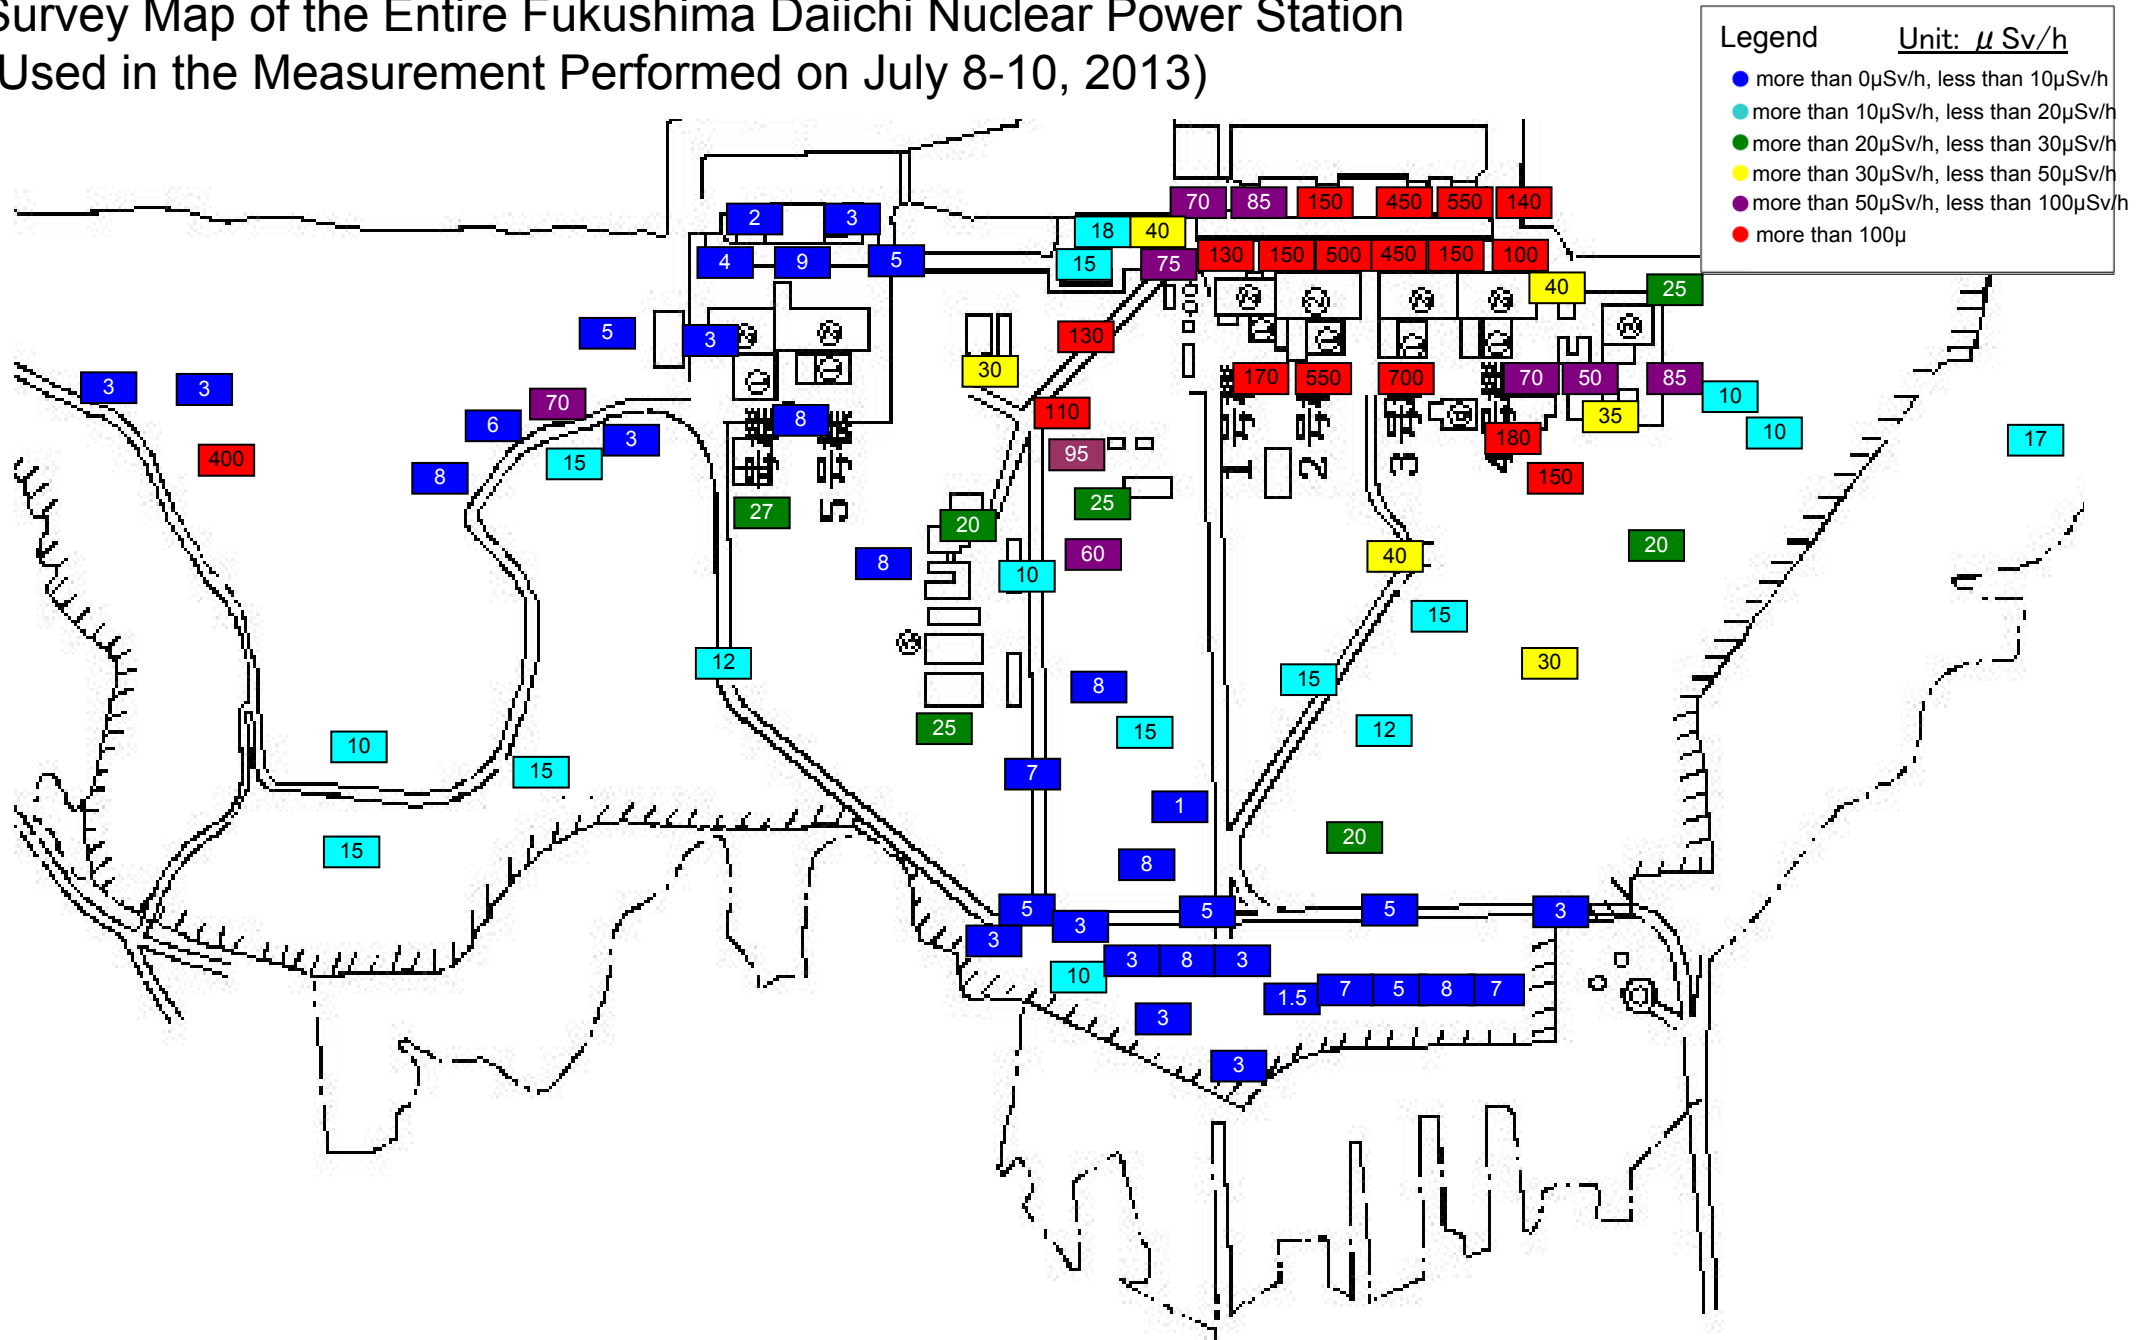 Survey Map of the Entire Fukushima Daiichi Nuclear Power Station
Used in the Measurement Performed on July 8-10, 2013)
Legend Unit: μ Sv/h
more than 0μSv/h, less than 10μSv/h
more than 10μSv/h, less than 20μSv/h
more than 20μSv/h, less than 30μSv/h
more than 30μSv/h, less than 50μSv/h
more than 50μSv/h, less than 100μSv/h
more than 100μ
70 85 150 450 550 140
2 3 18 40
4 9 5 15 75 130 150 500 450 150 100
40 25
5 3 130
30 170 550 700 70 50 85
3 3 10
70 6 8 110 35
3 95 180 10 17
400 8 15 150
1 2 3
27 5 20 25
8 60 40 20
10
15
12 8 15 30
25 15 12
10 15 7
1
15 8 20
5 3 5 5 3
3 10 3 8 3
1.5 7 5 8 7
3
3